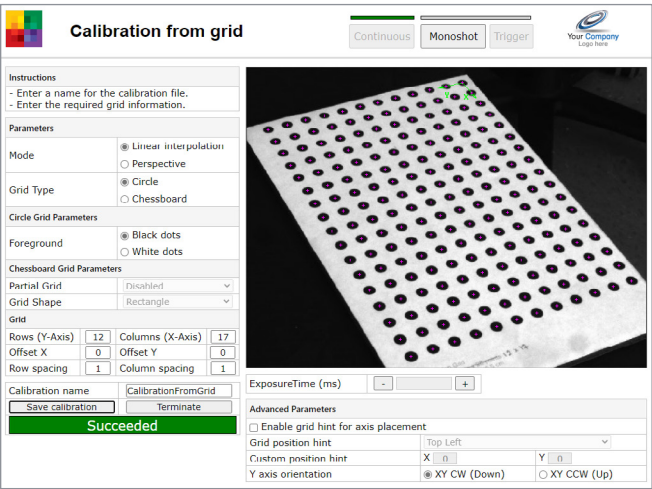 Calibration from grid
Continuous Monoshot Trigger
Your Company
Logo here
Instructions
- Enter a name for the calibration file.
- Enter the required grid information.
Parameters
Mode
Linear interpolation
Perspective
Grid Type
Circle
Chessboard
Circle Grid Parameters
Foreground
Black dots
White dots
Chessboard Grid Parameters
Partial Grid Disabled
Grid Shape Rectangle
Grid
Rows (Y-Axis) 12 Columns (X-Axis) 17
Offset X 0 Offset Y 0
Row spacing 1 Column spacing 1
Calibration name CalibrationFromGrid
Save calibration Terminate
Succeeded
Y X
ExposureTime (ms) - +
Advanced Parameters
Enable grid hint for axis placement
Grid position hint Top Left
Custom position hint X 0 Y 0
Y axis orientation XY CW (Down) XY CCW (Up)